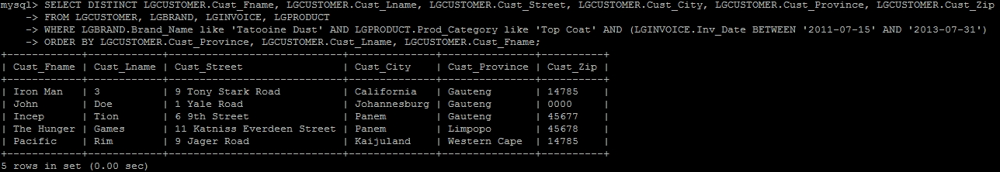 mysql> SELECT DISTINCT LGCUSTOMER.Cust_Fname, LGCUSTOMER.Cust_Lname, LGCUSTOMER.Cust_Street, LGCUSTOMER.Cust_City, LGCUSTOMER.Cust_Province, LGCUSTOMER.Cust_Zip
    -> FROM LGCUSTOMER, LGBRAND, LGINVOICE, LGPRODUCT
    -> WHERE LGBRAND.Brand_Name like 'Tatooine Dust' AND LGPRODUCT.Prod_Category like 'Top Coat' AND (LGINVOICE.Inv_Date BETWEEN '2011-07-15' AND '2013-07-31')
    -> ORDER BY LGCUSTOMER.Cust_Province, LGCUSTOMER.Cust_Lname, LGCUSTOMER.Cust_Fname;
+------------+------------+----------------------------+--------------+---------------+----------+
| Cust_Fname | Cust_Lname | Cust_Street                | Cust_City    | Cust_Province | Cust_Zip |
+------------+------------+----------------------------+--------------+---------------+----------+
| Iron Man   | 3          | 9 Tony Stark Road          | California   | Gauteng       | 14785    |
| John       | Doe        | 1 Yale Road                | Johannesburg | Gauteng       | 0000     |
| Incep      | Tion       | 6 9th Street               | Panem        | Gauteng       | 45677    |
| The Hunger | Games      | 11 Katniss Everdeen Street | Panem        | Limpopo       | 45678    |
| Pacific    | Rim        | 9 Jager Road               | Kaijuland    | Western Cape  | 14785    |
+------------+------------+----------------------------+--------------+---------------+----------+
5 rows in set (0.00 sec)